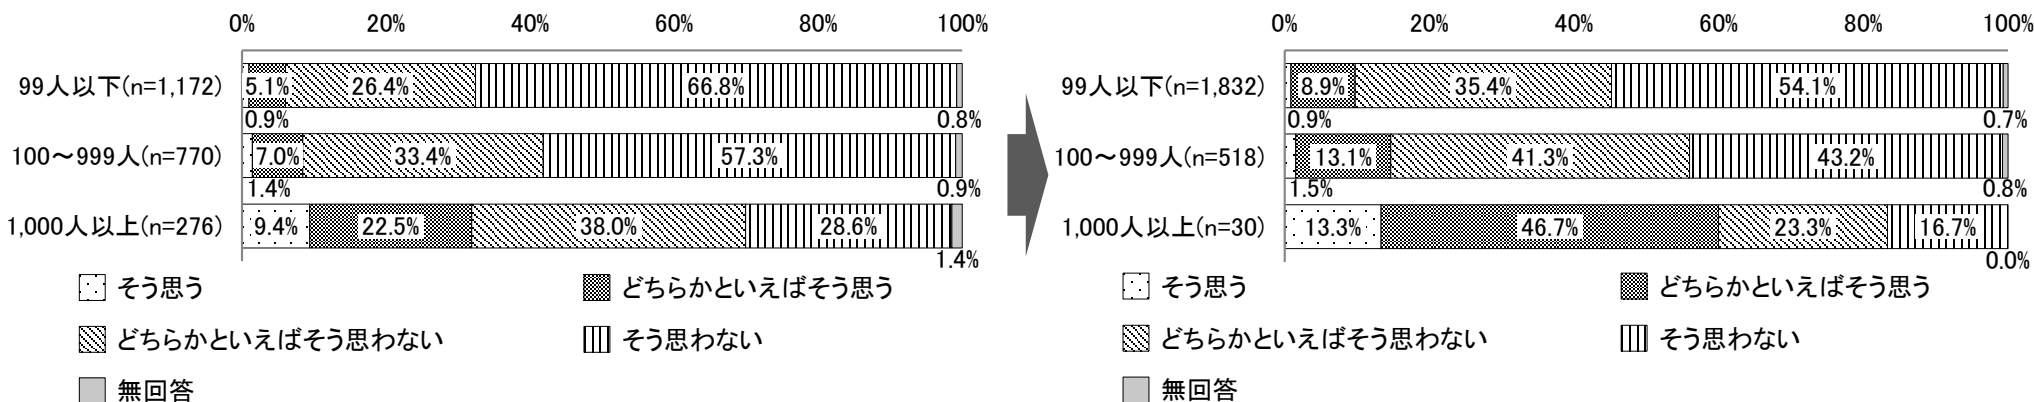 0% 20% 40% 60% 80% 100%
99人以下(n=1,172) 5.1% 26.4% 66.8%
0.9% 0.8%
100～999人(n=770) 7.0% 33.4% 57.3%
1.4% 0.9%
1,000人以上(n=276) 9.4% 22.5% 38.0% 28.6%
1.4%
そう思う どちらかといえばそう思う
どちらかといえばそう思わない そう思わない
無回答
0% 20% 40% 60% 80% 100%
99人以下(n=1,832) 8.9% 35.4% 54.1%
0.9% 0.7%
100～999人(n=518) 13.1% 41.3% 43.2%
1.5% 0.8%
1,000人以上(n=30) 13.3% 46.7% 23.3% 16.7%
0.0%
そう思う どちらかといえばそう思う
どちらかといえばそう思わない そう思わない
無回答